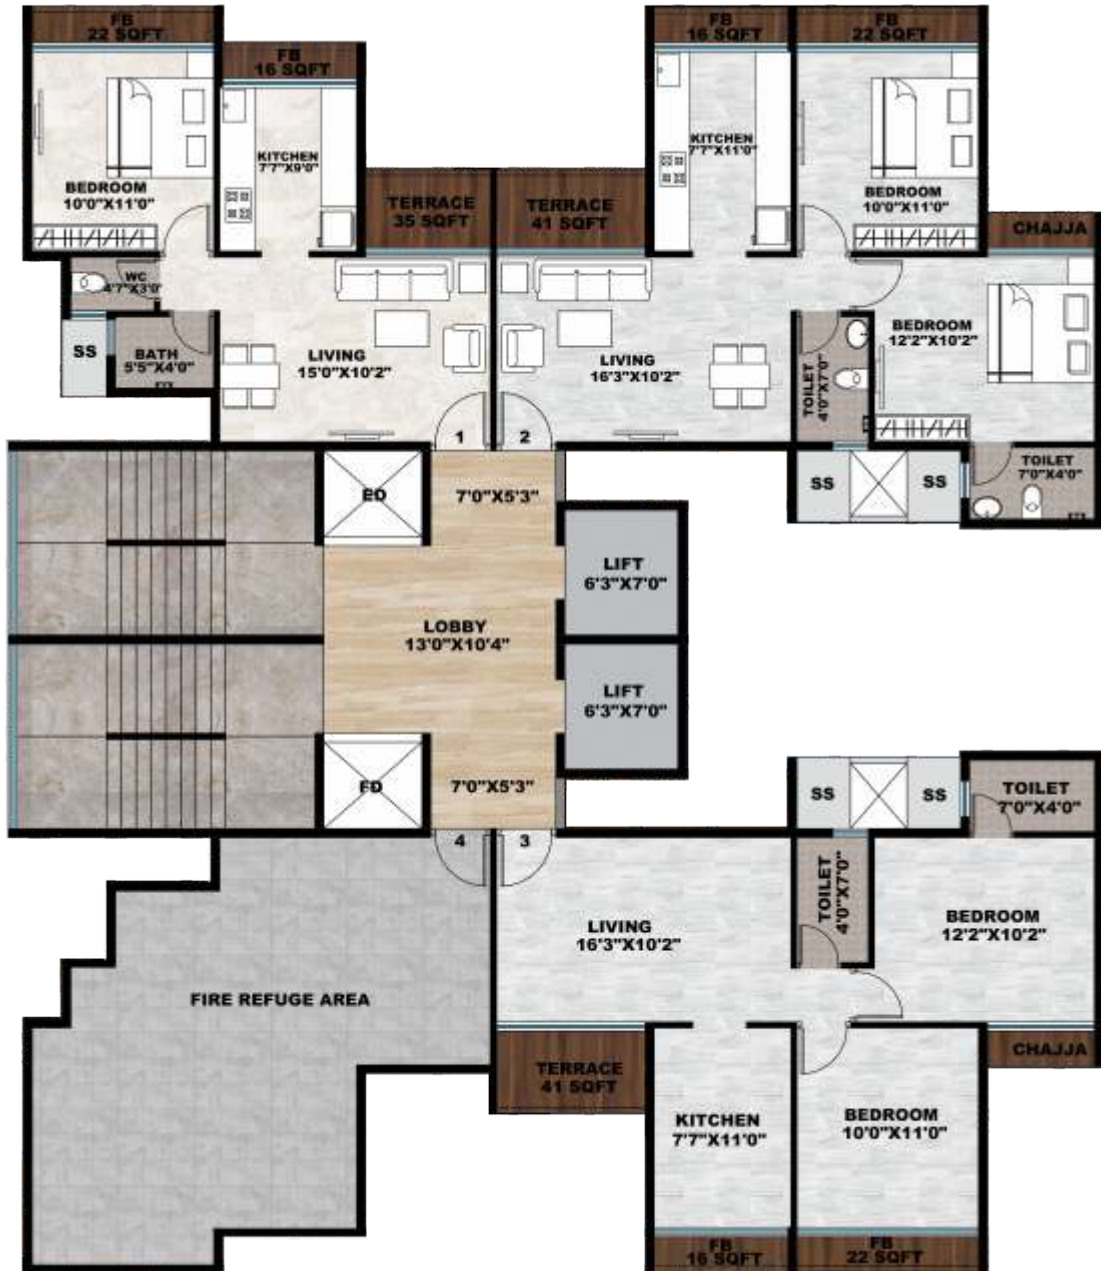 FB
22 SQFT
FB
16 SQFT
FB
16 SQFT
FB
22 SQFT
KITCHEN
7'7"X9'0"
KITCHEN
7'7"X11'0"
BEDROOM
10'0"X11'0"
BEDROOM
10'0"X11'0"
TERRACE
35 SQFT
TERRACE
41 SQFT
CHAJJA
WC
4'7"X3'0"
SS
BATH
5'5"X4'0"
LIVING
15'0"X10'2"
LIVING
16'3"X10'2"
TOILET
4'0"X7'0"
BEDROOM
12'2"X10'2"
1
2
TOILET
7'0"X4'0"
SS
SS
ED
7'0"X5'3"
LIFT
6'3"X7'0"
LOBBY
13'0"X10'4"
LIFT
6'3"X7'0"
FD
7'0"X5'3"
SS
SS
TOILET
7'0"X4'0"
4
3
TOILET
4'0"X7'0"
LIVING
16'3"X10'2"
BEDROOM
12'2"X10'2"
FIRE REFUGE AREA
CHAJJA
TERRACE
41 SQFT
KITCHEN
7'7"X11'0"
BEDROOM
10'0"X11'0"
FB
16 SQFT
FB
22 SQFT